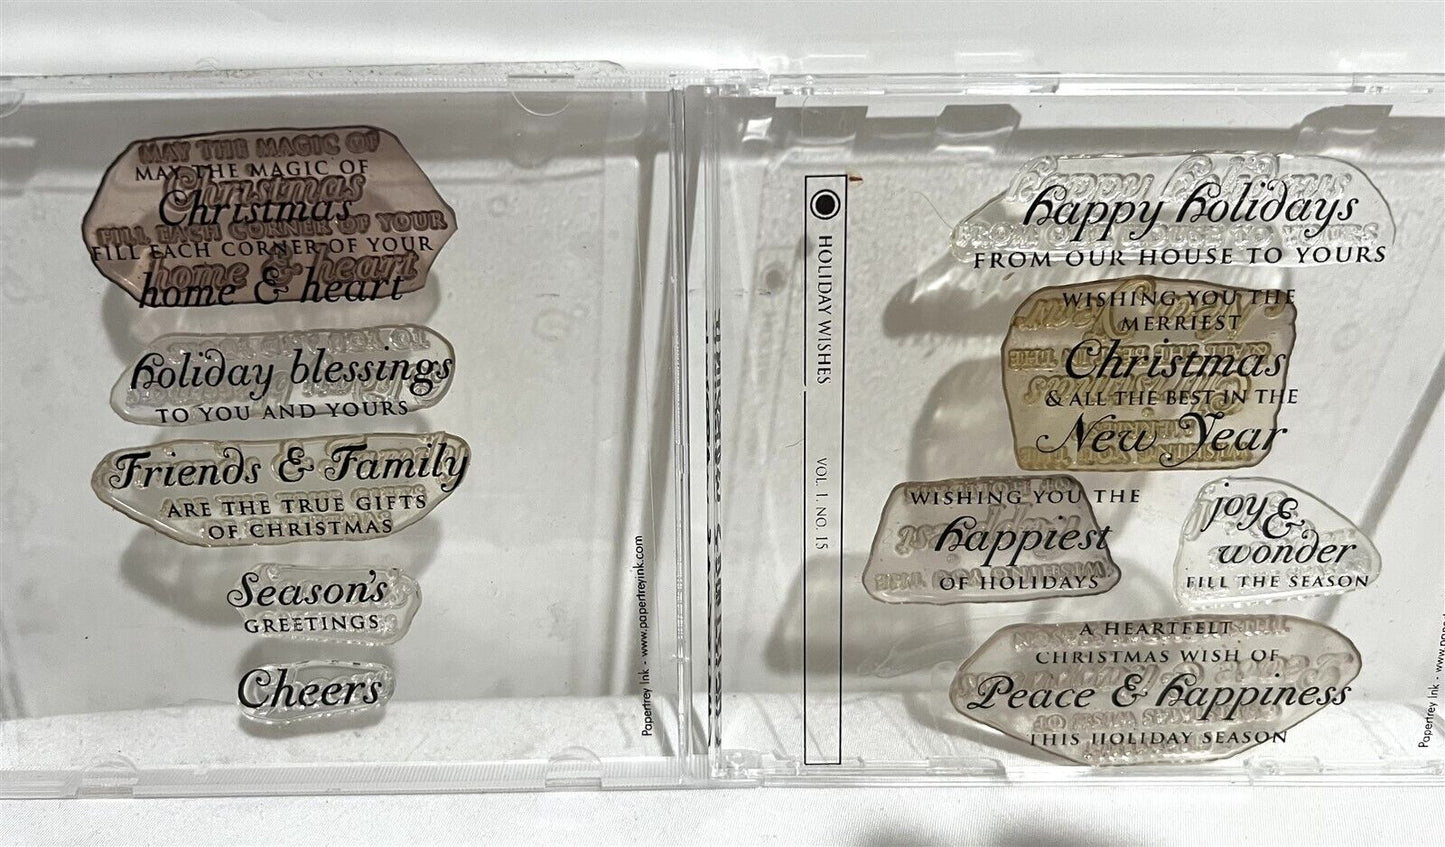 MAY THE MAGIC OF
Christmas
FILL EACH CORNER OF YOUR
home & heart
holiday blessings
TO YOU AND YOURS
Friends & Family
ARE THE TRUE GIFTS
OF CHRISTMAS
Season's
GREETINGS
Cheers
Papertrey Ink - www.papertreyink.com
HOLIDAY WISHES
VOL. 1, NO. 15
happy holidays
FROM OUR HOUSE TO YOURS
WISHING YOU THE
MERRIEST
Christmas
& ALL THE BEST IN THE
New Year
WISHING YOU THE
happiest
OF HOLIDAYS
joy &
wonder
FILL THE SEASON
A HEARTFELT
CHRISTMAS WISH OF
Peace & happiness
THIS HOLIDAY SEASON
Papertrey Ink - www.pape